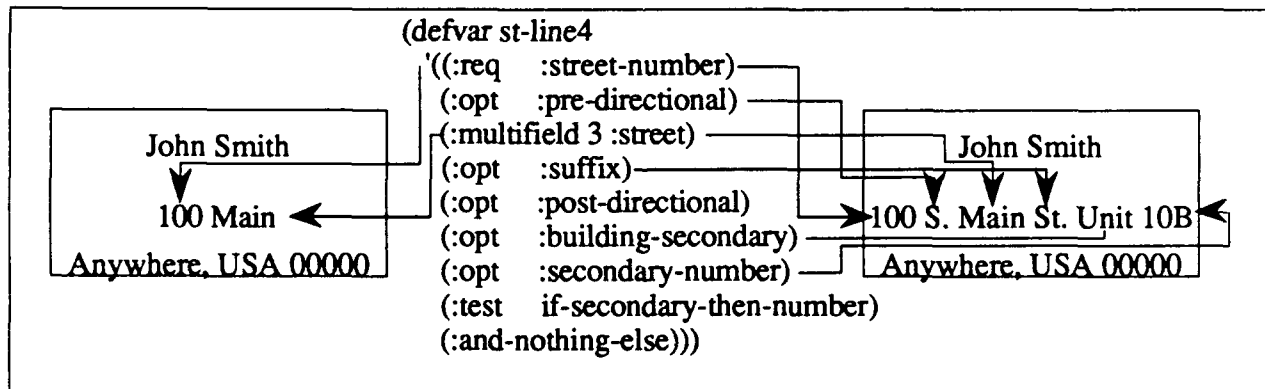 (defvar st-line4
'((:req :street-number)
(:opt :pre-directional)
(:multifield 3 :street)
(:opt :suffix)
(:opt :post-directional)
(:opt :building-secondary)
(:opt :secondary-number)
(:test if-secondary-then-number)
(:and-nothing-else)))
John Smith
100 Main
Anywhere, USA 00000
John Smith
100 S. Main St. Unit 10B
Anywhere, USA 00000